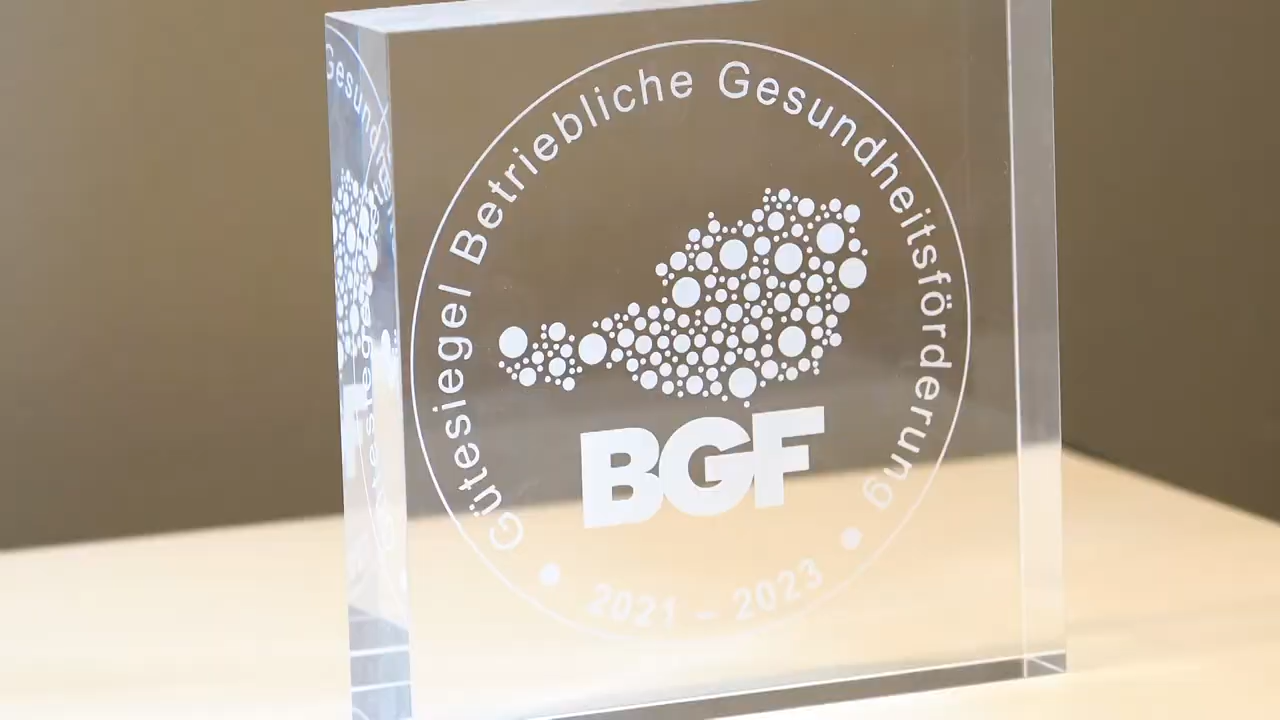 Gütesiegel Betriebliche Gesundheitsförderung
BGF
• 2021 – 2023 •